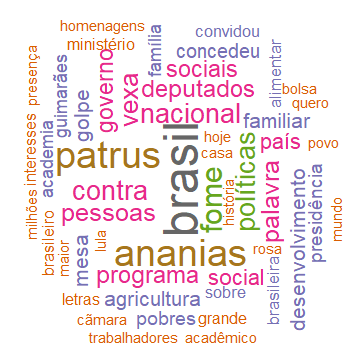 homenagens
ministério
família
convidou
concedeu
alimentar
presença
guimarães
golpe
governo
vexa
sociais
deputados
nacional
bolsa
quero
interesses
milhões
academia
patrus
brasil
hoje
casa
políticas
familiar
país
povo
contra
pessoas
fome
história
palavra
desenvolvimento
presidência
mundo
brasileiro
maior
mesa
lula
ananias
rosa
brasileira
programa
social
letras
agricultura
sobre
cãmara
pobres
grande
trabalhadores
acadêmico